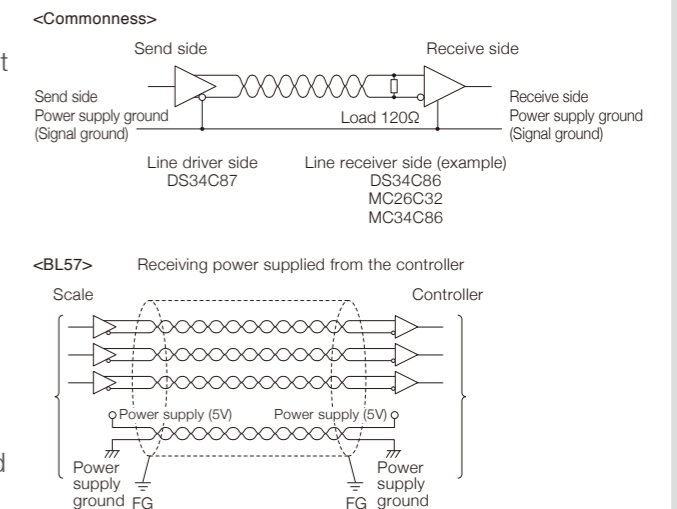 <Commonness>
Send side
Receive side
t
Send side
Power supply ground
(Signal ground)
Load 120Ω
Receive side
Power supply ground
(Signal ground)
Line driver side
DS34C87
Line receiver side (example)
DS34C86
MC26C32
MC34C86
<BL57> Receiving power supplied from the controller
Scale
Controller
Power supply (5V)
Power supply (5V)
d
Power
supply
ground
FG
FG
Power
supply
ground